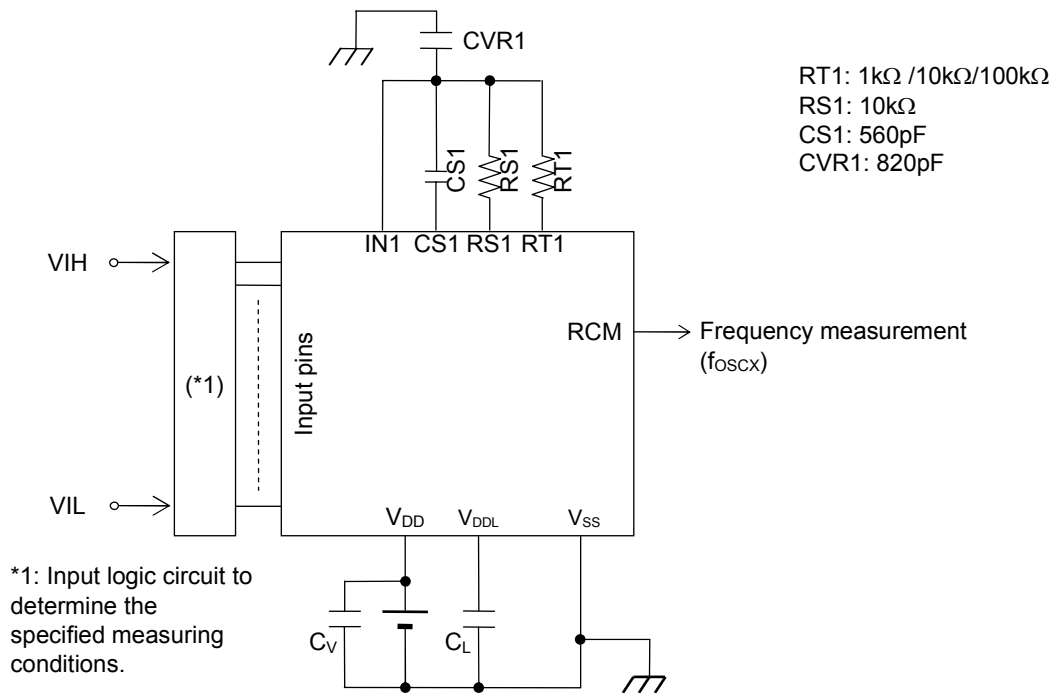 CVR1
RT1: 1kΩ /10kΩ/100kΩ
RS1: 10kΩ
CS1: 560pF
CVR1: 820pF
CS1
RS1
RT1
IN1 CS1 RS1 RT1
VIH
(*1)
Input pins
RCM
Frequency measurement
(fOSCX)
VIL
VDD VDDL VSS
*1: Input logic circuit to
determine the
specified measuring
conditions.
CV
CL